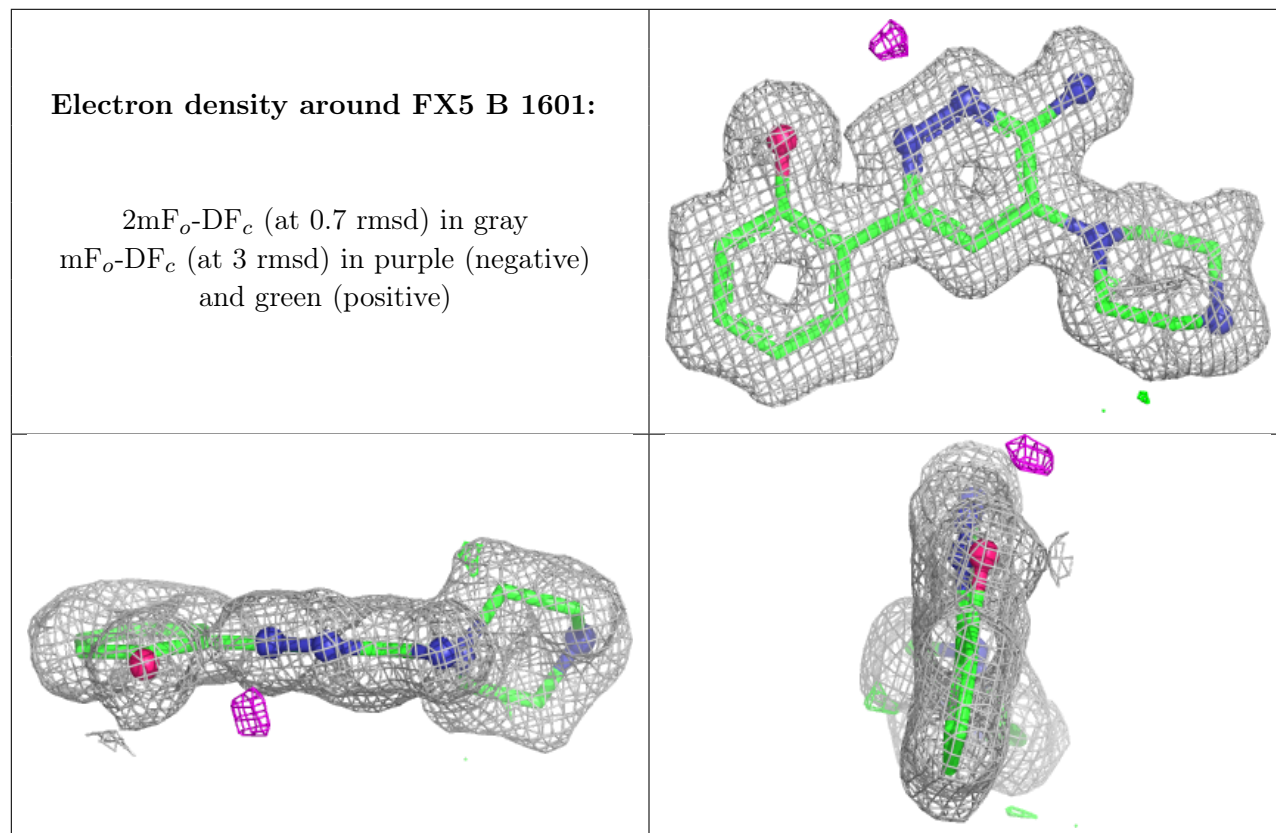 Electron density around FX5 B 1601:
2mFo-DFc (at 0.7 rmsd) in gray
mFo-DFc (at 3 rmsd) in purple (negative)
and green (positive)